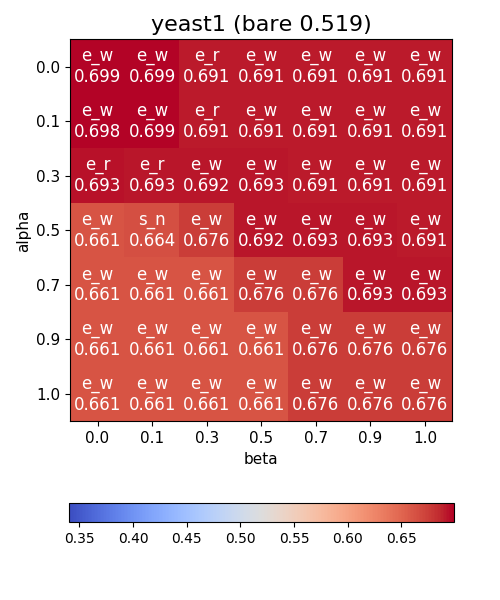 yeast1 (bare 0.519)
e_w e_w e_r e_w e_w e_w e_w
0.0 0.699 0.699 0.691 0.691 0.691 0.691 0.691
e_w e_w e_r e_w e_w e_w e_w
0.1 0.698 0.699 0.691 0.691 0.691 0.691 0.691
e_r e_r e_w e_w e_w e_w e_w
0.3 0.693 0.693 0.692 0.693 0.691 0.691 0.691
e_w s_n e_w e_w e_w e_w e_w
0.5 0.661 0.664 0.676 0.692 0.693 0.693 0.691
e_w e_w e_w e_w e_w e_w e_w
0.7 0.661 0.661 0.661 0.676 0.676 0.693 0.693
e_w e_w e_w e_w e_w e_w e_w
0.9 0.661 0.661 0.661 0.661 0.676 0.676 0.676
e_w e_w e_w e_w e_w e_w e_w
1.0 0.661 0.661 0.661 0.661 0.676 0.676 0.676
alpha
0.0 0.1 0.3 0.5 0.7 0.9 1.0
beta
0.35 0.40 0.45 0.50 0.55 0.60 0.65